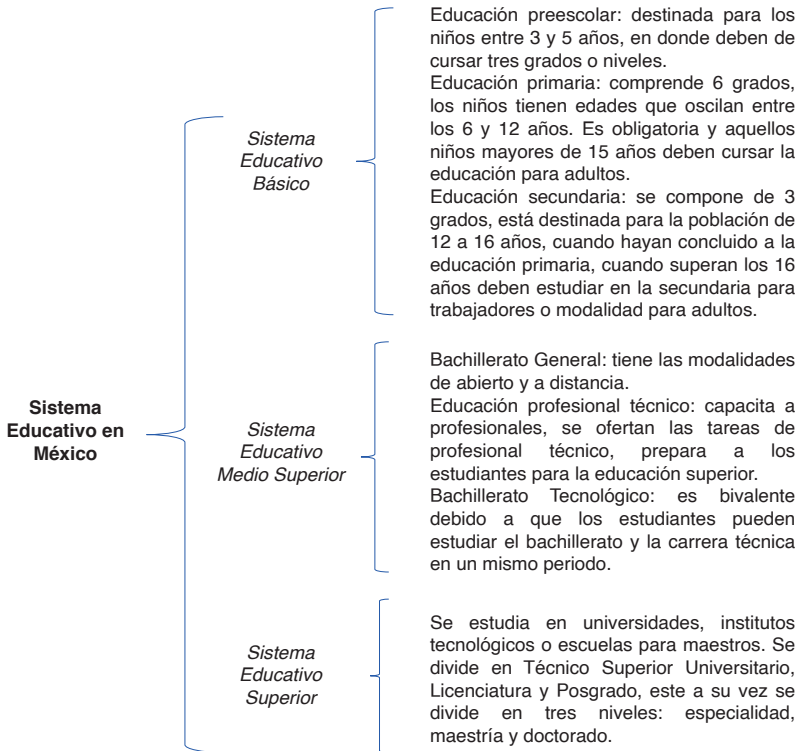 Sistema
Educativo en
México
Sistema
Educativo
Básico
Educación preescolar: destinada para los
niños entre 3 y 5 años, en donde deben de
cursar tres grados o niveles.
Educación primaria: comprende 6 grados,
los niños tienen edades que oscilan entre
los 6 y 12 años. Es obligatoria y aquellos
niños mayores de 15 años deben cursar la
educación para adultos.
Educación secundaria: se compone de 3
grados, está destinada para la población de
12 a 16 años, cuando hayan concluido a la
educación primaria, cuando superan los 16
años deben estudiar en la secundaria para
trabajadores o modalidad para adultos.
Sistema
Educativo
Medio Superior
Bachillerato General: tiene las modalidades
de abierto y a distancia.
Educación profesional técnico: capacita a
profesionales, se ofertan las tareas de
profesional técnico, prepara a los
estudiantes para la educación superior.
Bachillerato Tecnológico: es bivalente
debido a que los estudiantes pueden
estudiar el bachillerato y la carrera técnica
en un mismo periodo.
Sistema
Educativo
Superior
Se estudia en universidades, institutos
tecnológicos o escuelas para maestros. Se
divide en Técnico Superior Universitario,
Licenciatura y Posgrado, este a su vez se
divide en tres niveles: especialidad,
maestría y doctorado.